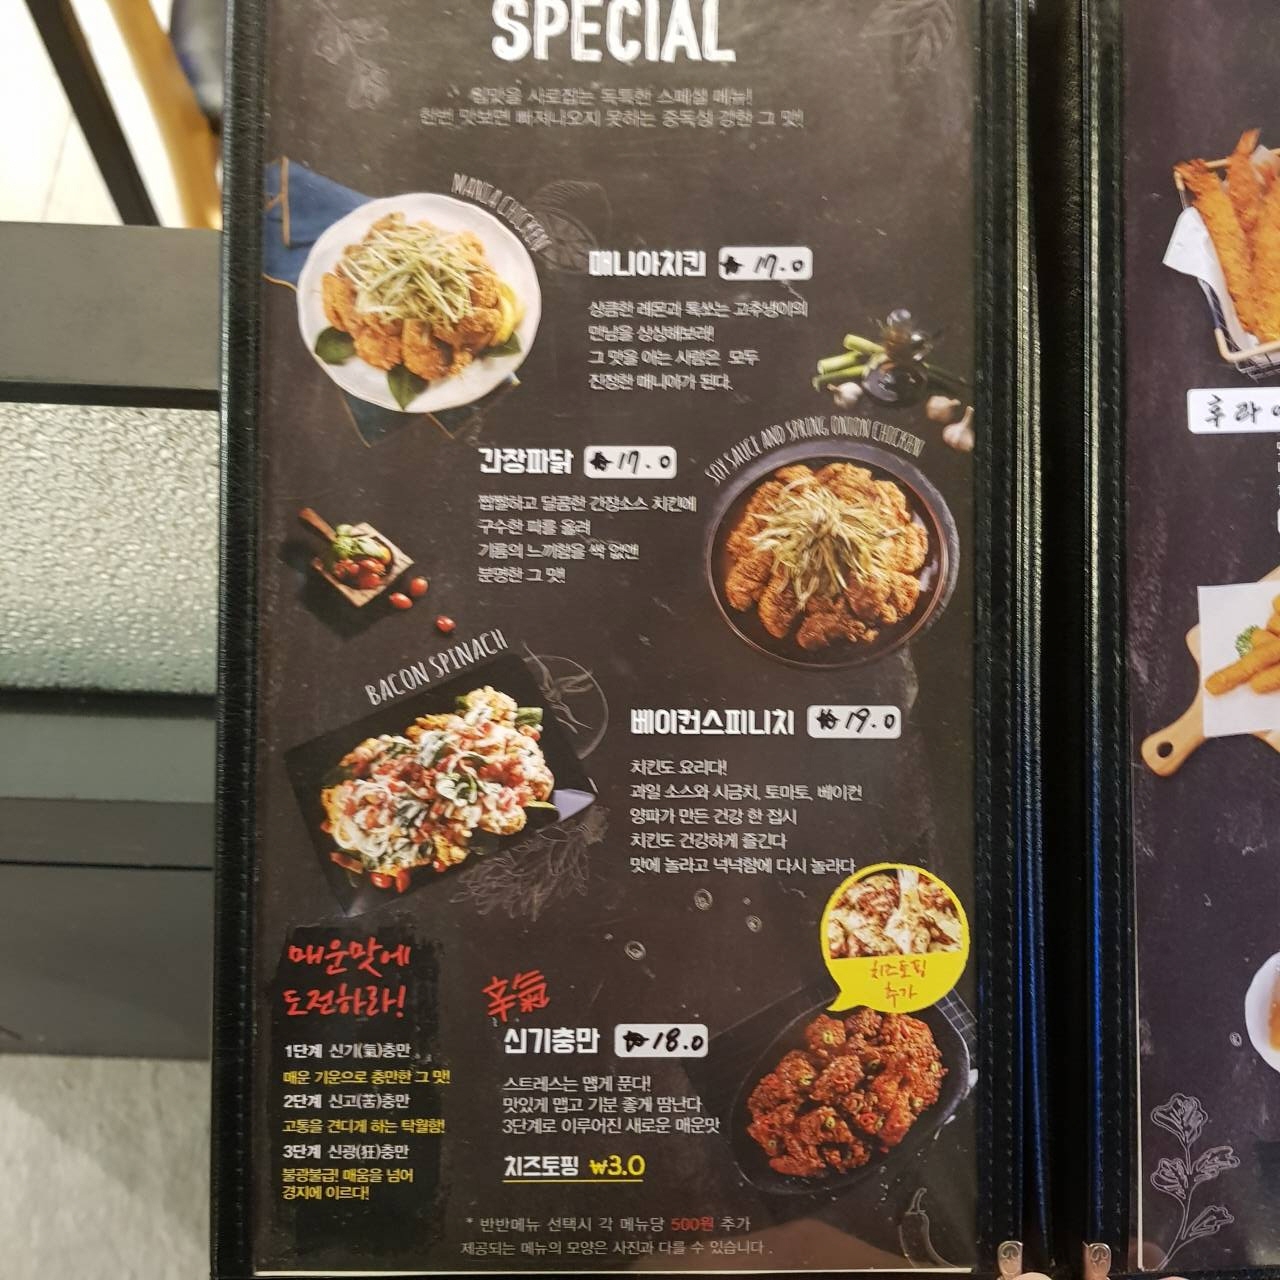 SPECIAL
입맛을 사로잡는 독특한 스페셜 메뉴!
한번 맛보면 빠져나오지 못하는 중독성 강한 그 맛!
MANIA CHICKEN
매니아치킨 ₩17.0
상큼한 레몬과 톡쏘는 고추냉이의
만남을 상상해보라!
그 맛을 아는 사람은 모두
진정한 매니아가 된다.
SOY SAUCE AND SPRING ONION CHICKEN
간장파닭 ₩17.0
짭짤하고 달콤한 간장소스 치킨에
구수한 파를 올려
기름의 느끼함을 싹 없앤
분명한 그 맛!
BACON SPINACH
베이컨스피니치 ₩19.0
치킨도 요리다!
과일 소스와 시금치, 토마토, 베이컨
양파가 만든 건강 한 접시
치킨도 건강하게 즐긴다
맛에 놀라고 넉넉함에 다시 놀라다
치즈토핑
추가
매운맛에
도전하라!
1단계 신기(氣)충만
매운 기운으로 충만한 그 맛!
2단계 신고(苦)충만
고통을 견디게 하는 탁월함!
3단계 신광(狂)충만
불광불급! 매움을 넘어
경지에 이르다!
辛氣
신기충만 ₩18.0
스트레스는 맵게 푼다!
맛있게 맵고 기분 좋게 땀난다
3단계로 이루어진 새로운 매운맛
치즈토핑 ₩3.0
* 반반메뉴 선택시 각 메뉴당 500원 추가
제공되는 메뉴의 모양은 사진과 다를 수 있습니다.
후라이